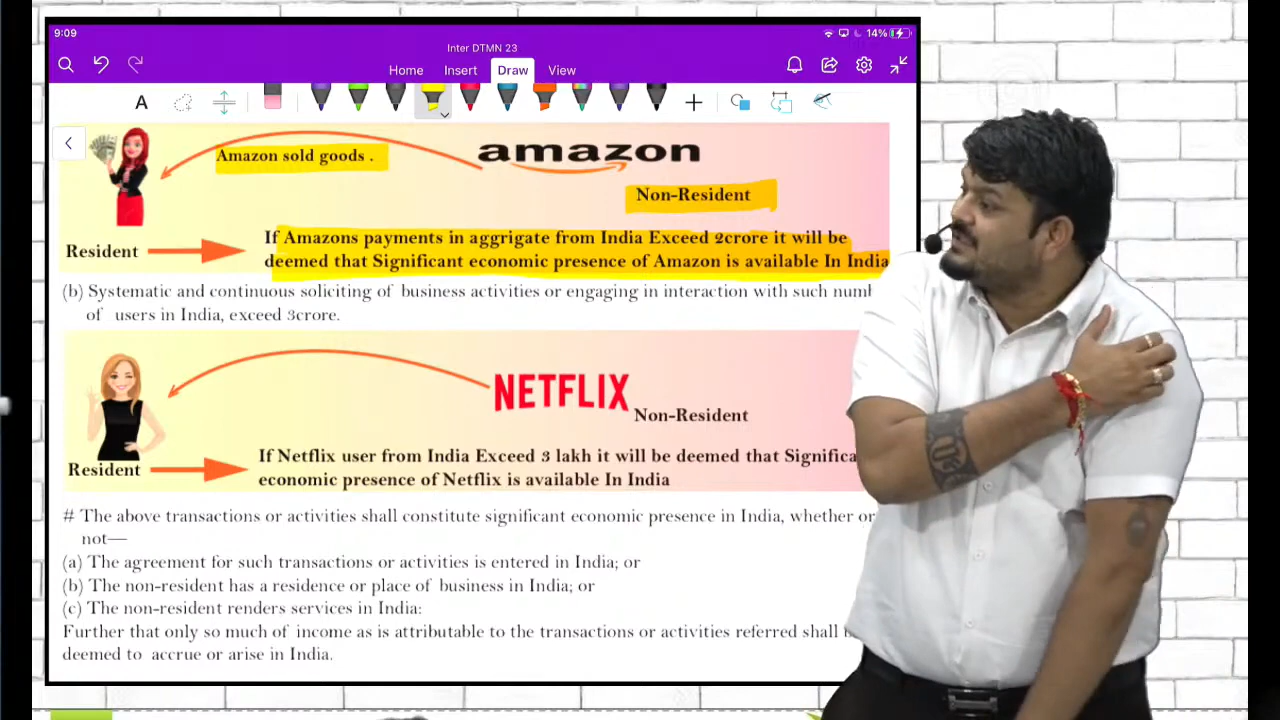 9:09
14%
Inter DTMN 23
Home Insert Draw View
A
Amazon sold goods .
amazon
Non-Resident
Resident
If Amazons payments in aggrigate from India Exceed 2crore it will be
deemed that Significant economic presence of Amazon is available In India
(b) Systematic and continuous soliciting of business activities or engaging in interaction with such
of users in India, exceed 3crore.
NETFLIX
Non-Resident
Resident
If Netflix user from India Exceed 3 lakh it will be deemed that
economic presence of Netflix is available In India
# The above transactions or activities shall constitute significant economic presence in India, whether or
not—
(a) The agreement for such transactions or activities is entered in India; or
(b) The non-resident has a residence or place of business in India; or
(c) The non-resident renders services in India:
Further that only so much of income as is attributable to the transactions or activities referred shall
deemed to accrue or arise in India.